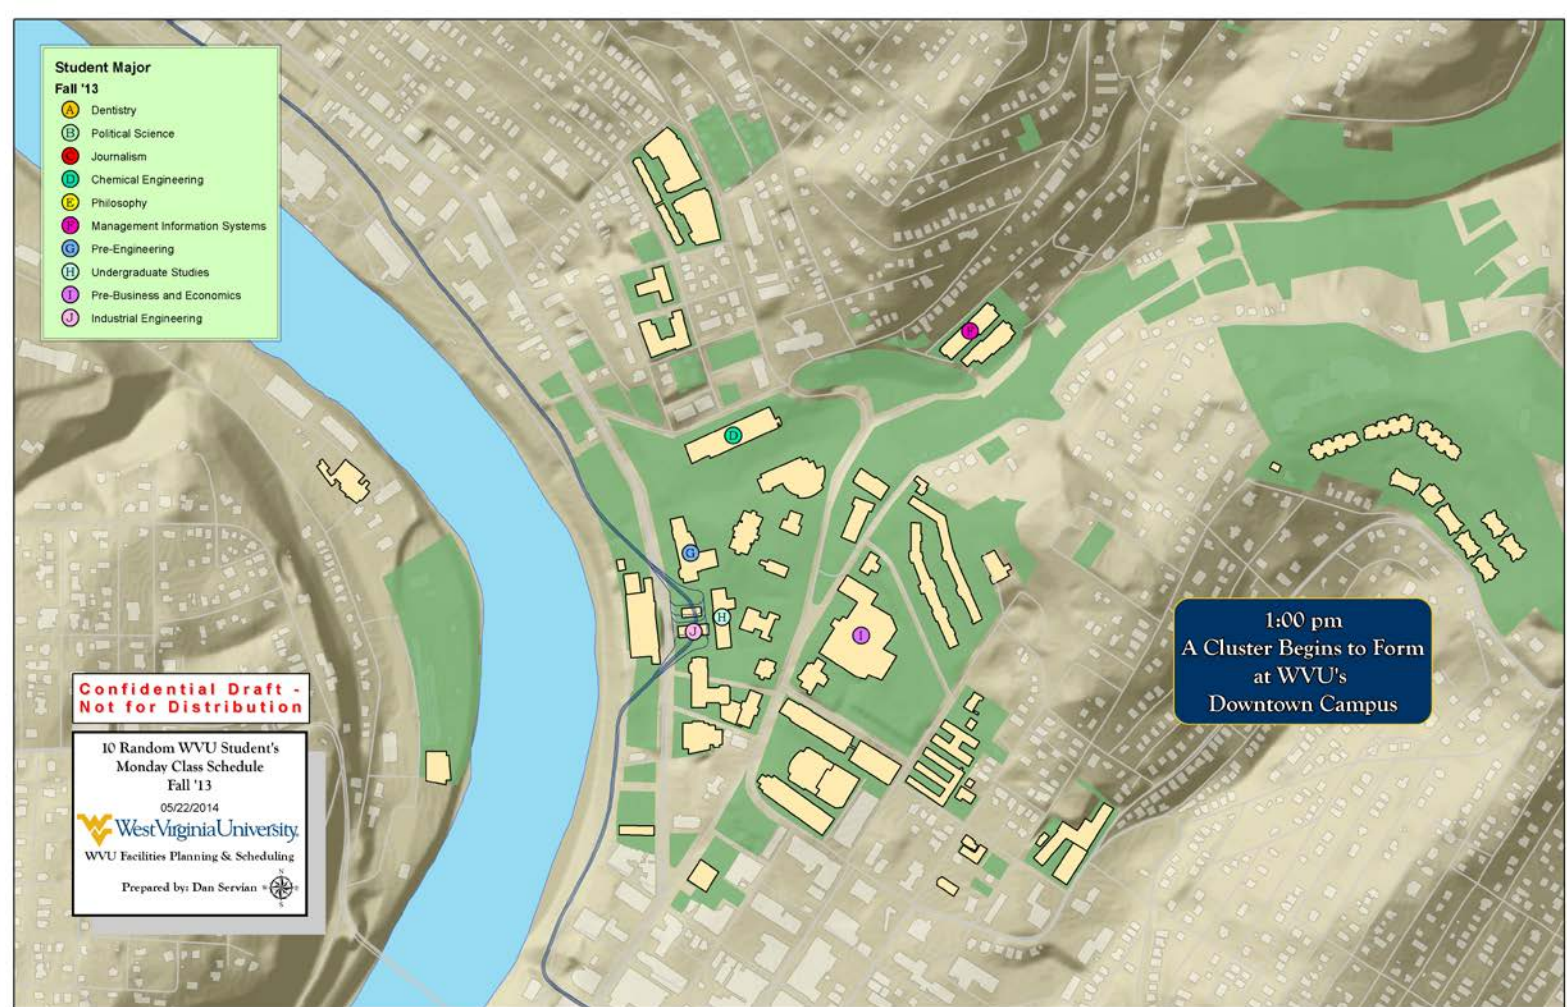 Student Major
Fall '13
A Dentistry
B Political Science
C Journalism
D Chemical Engineering
E Philosophy
F Management Information Systems
G Pre-Engineering
H Undergraduate Studies
I Pre-Business and Economics
J Industrial Engineering
F
D
G
H
J
I
1:00 pm
A Cluster Begins to Form
at WVU's
Downtown Campus
Confidential Draft -
Not for Distribution
10 Random WVU Student's
Monday Class Schedule
Fall '13
05/22/2014
WestVirginiaUniversity.
WVU Facilities Planning & Scheduling
Prepared by: Dan Servian
N
S